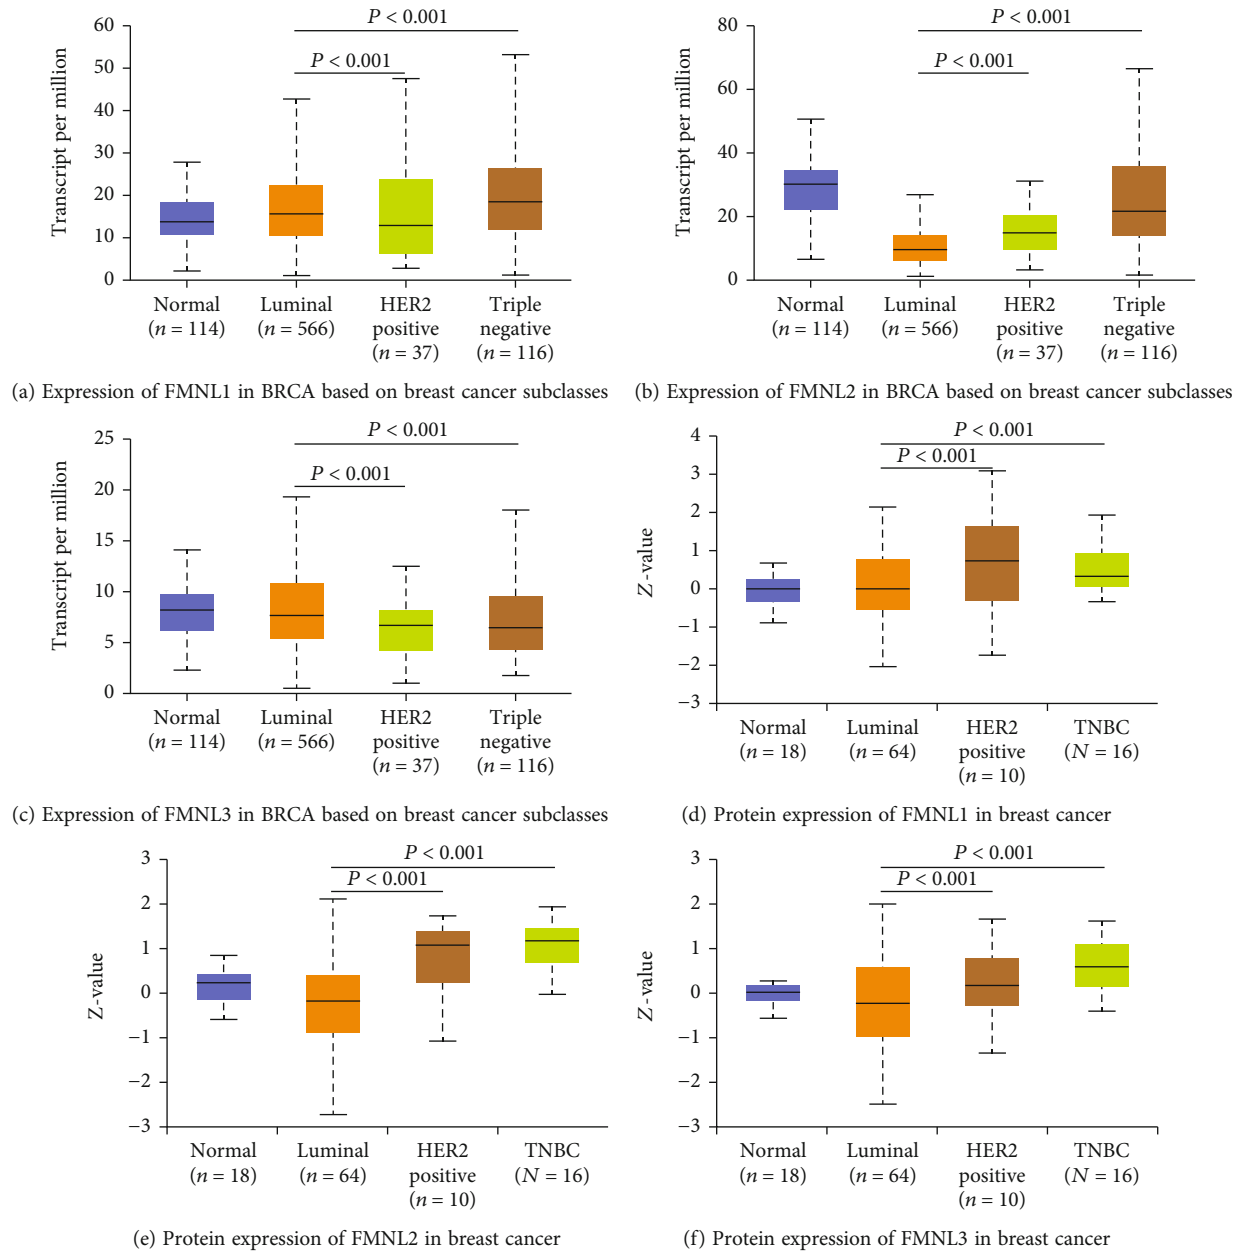 60
50
40
30
20
10
0
Transcript per million
P < 0.001
P < 0.001
Normal
(n = 114)
Luminal
(n = 566)
HER2
positive
(n = 37)
Triple
negative
(n = 116)
(a) Expression of FMNL1 in BRCA based on breast cancer subclasses
80
60
40
20
0
Transcript per million
P < 0.001
P < 0.001
Normal
(n = 114)
Luminal
(n = 566)
HER2
positive
(n = 37)
Triple
negative
(n = 116)
(b) Expression of FMNL2 in BRCA based on breast cancer subclasses
25
20
15
10
5
0
Transcript per million
P < 0.001
P < 0.001
Normal
(n = 114)
Luminal
(n = 566)
HER2
positive
(n = 37)
Triple
negative
(n = 116)
(c) Expression of FMNL3 in BRCA based on breast cancer subclasses
4
3
2
1
0
−1
−2
−3
Z-value
P < 0.001
P < 0.001
Normal
(n = 18)
Luminal
(n = 64)
HER2
positive
(n = 10)
TNBC
(N = 16)
(d) Protein expression of FMNL1 in breast cancer
3
2
1
0
−1
−2
−3
Z-value
P < 0.001
P < 0.001
Normal
(n = 18)
Luminal
(n = 64)
HER2
positive
(n = 10)
TNBC
(N = 16)
(e) Protein expression of FMNL2 in breast cancer
3
2
1
0
−1
−2
−3
Z-value
P < 0.001
P < 0.001
Normal
(n = 18)
Luminal
(n = 64)
HER2
positive
(n = 10)
TNBC
(N = 16)
(f) Protein expression of FMNL3 in breast cancer